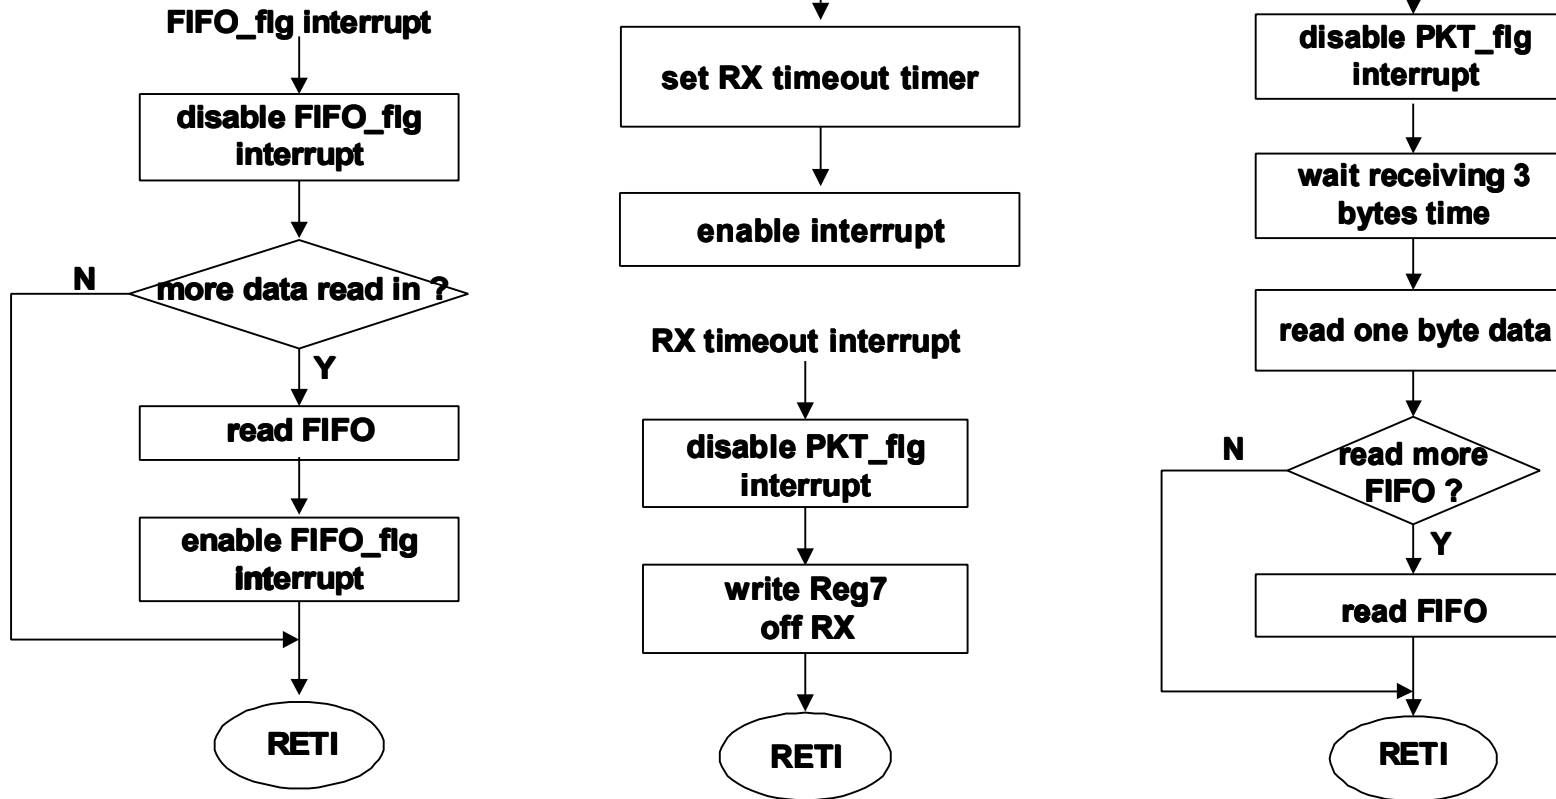 FIFO_flg interrupt
disable FIFO_flg
interrupt
N
more data read in ?
Y
read FIFO
enable FIFO_flg
interrupt
RETI
set RX timeout timer
enable interrupt
RX timeout interrupt
disable PKT_flg
interrupt
write Reg7
off RX
RETI
disable PKT_flg
interrupt
wait receiving 3
bytes time
read one byte data
N
read more
FIFO ?
Y
read FIFO
RETI